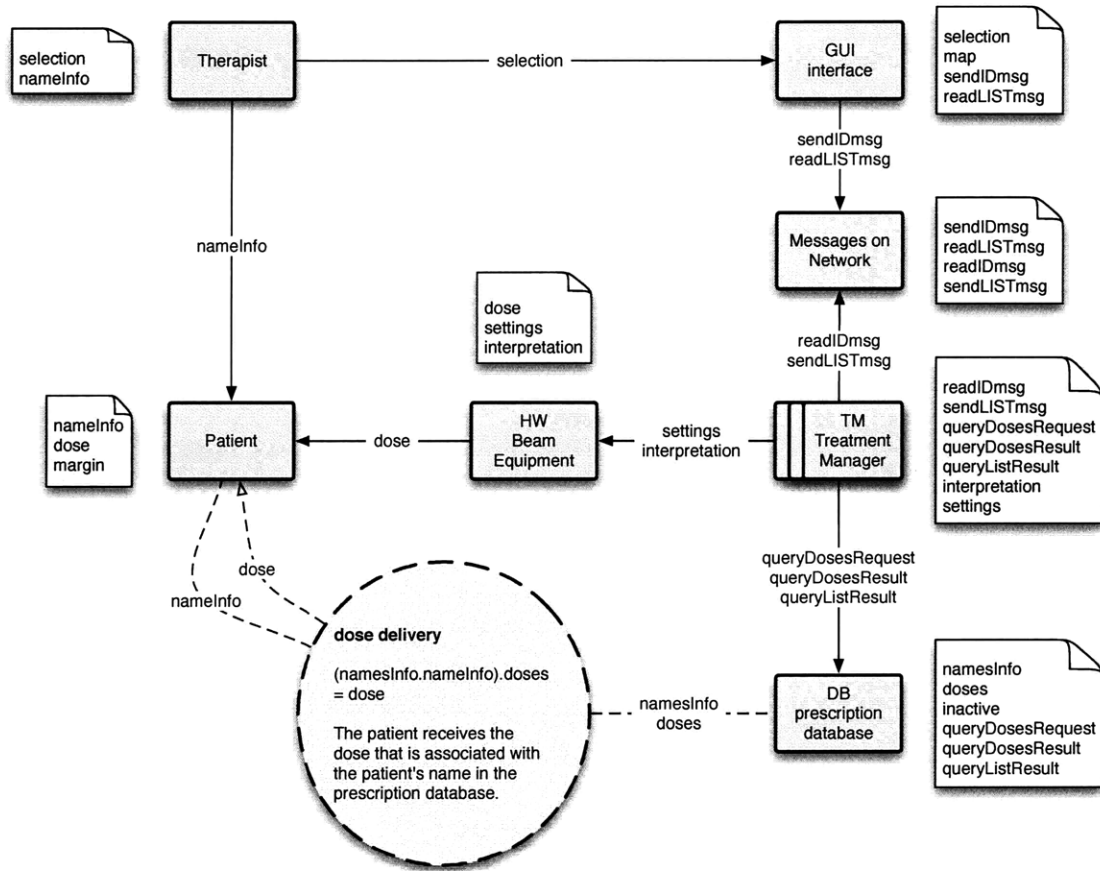 selection
nameInfo
Therapist
selection
GUI
interface
selection
map
sendIDmsg
readLISTmsg
sendIDmsg
readLISTmsg
nameInfo
Messages on
Network
sendIDmsg
readLISTmsg
readIDmsg
sendLISTmsg
dose
settings
interpretation
readIDmsg
sendLISTmsg
nameInfo
dose
margin
Patient
dose
HW
Beam
Equipment
settings
interpretation
TM
Treatment
Manager
readIDmsg
sendLISTmsg
queryDosesRequest
queryDosesResult
queryListResult
interpretation
settings
dose
nameInfo
queryDosesRequest
queryDosesResult
queryListResult
dose delivery
(namesInfo.nameInfo).doses
= dose
The patient receives the
dose that is associated with
the patient's name in the
prescription database.
namesInfo
doses
DB
prescription
database
namesInfo
doses
inactive
queryDosesRequest
queryDosesResult
queryListResult